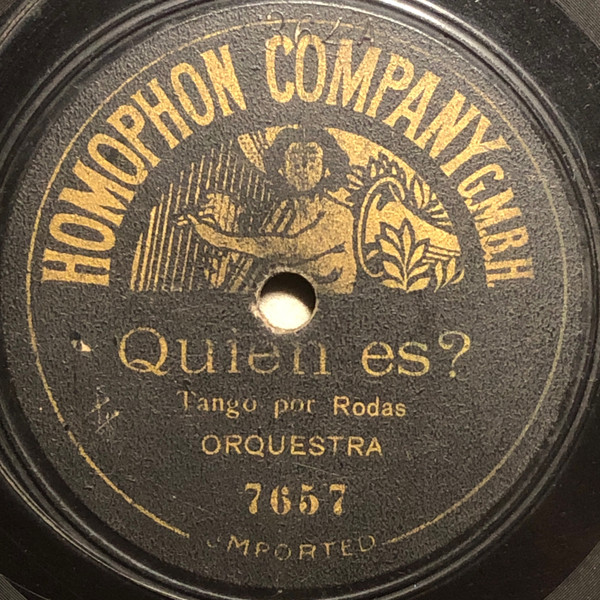 HOMOPHON COMPANY G.M.B.H.
Quien es?
Tango por Rodas
ORQUESTRA
7657
IMPORTED